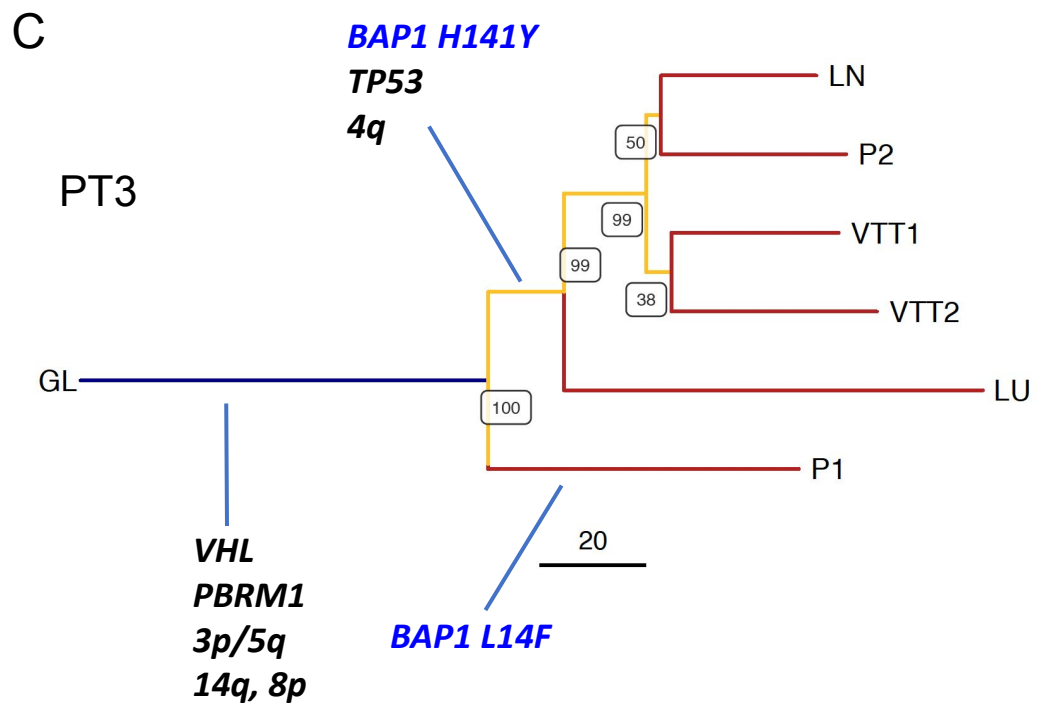 C
BAP1 H141Y
TP53
4q
PT3
LN
50
P2
99
VTT1
99
38
VTT2
GL
100
LU
P1
20
VHL
PBRM1
3p/5q
14q, 8p
BAP1 L14F